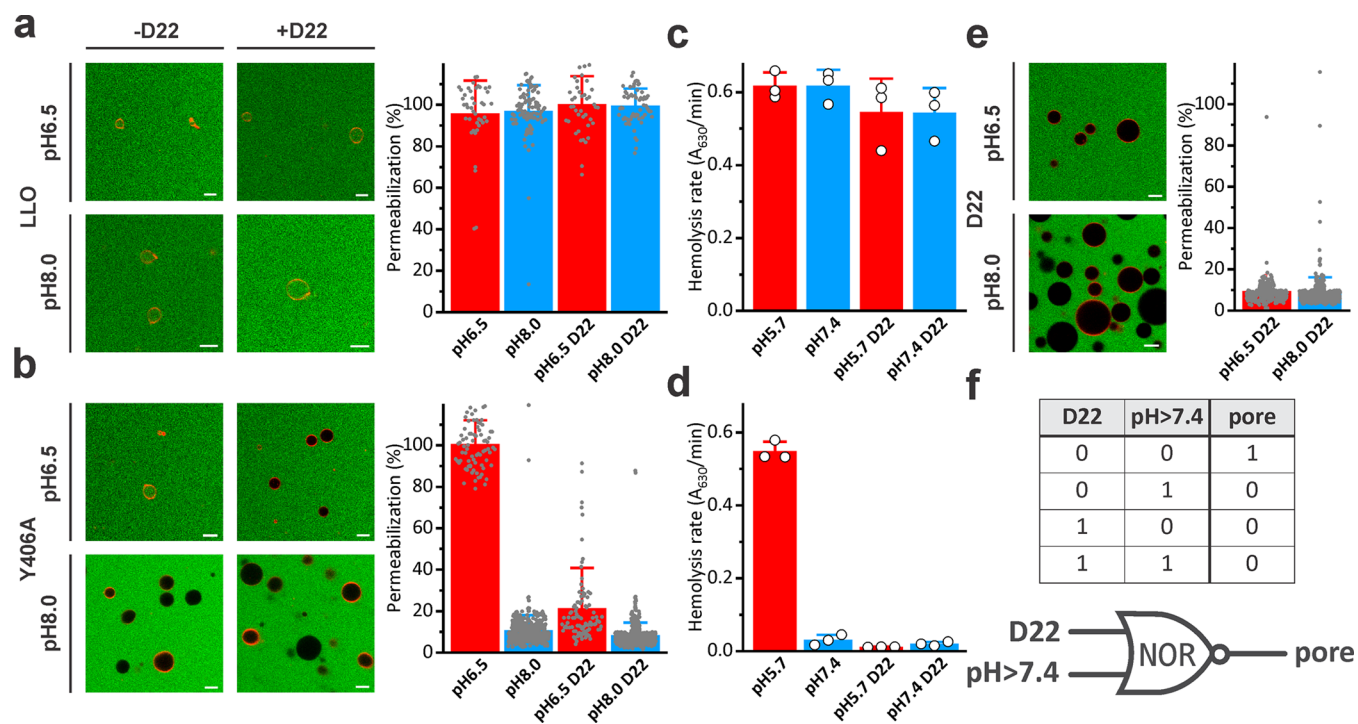 a
-D22
+D22
pH6.5
pH8.0
LLO
Permeabilization (%)
100
80
60
40
20
0
pH6.5
pH8.0
pH6.5 D22
pH8.0 D22
b
pH6.5
pH8.0
Y406A
Permeabilization (%)
100
80
60
40
20
0
pH6.5
pH8.0
pH6.5 D22
pH8.0 D22
c
Hemolysis rate (A630/min)
0.6
0.4
0.2
0.0
pH5.7
pH7.4
pH5.7 D22
pH7.4 D22
d
Hemolysis rate (A630/min)
0.6
0.4
0.2
0.0
pH5.7
pH7.4
pH5.7 D22
pH7.4 D22
e
pH6.5
pH8.0
D22
Permeabilization (%)
100
80
60
40
20
0
pH6.5 D22
pH8.0 D22
f
D22 pH>7.4 pore
0 0 1
0 1 0
1 0 0
1 1 0
D22
pH>7.4
NOR
pore